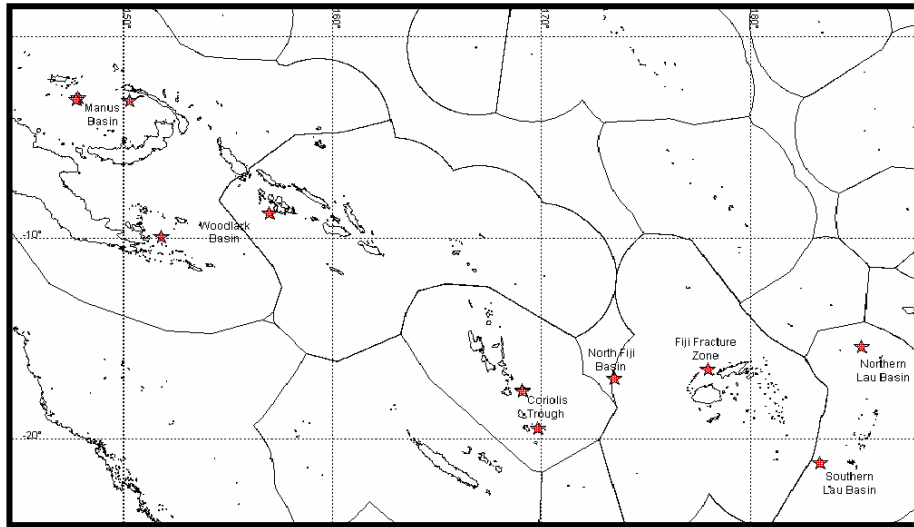 150°
160°
170°
180°
Manus
Basin
Woodlark
Basin
-10°
North Fiji
Basin
Fiji Fracture
Zone
Northern
Lau Basin
Coriolis
Trough
-20°
Southern
Lau Basin